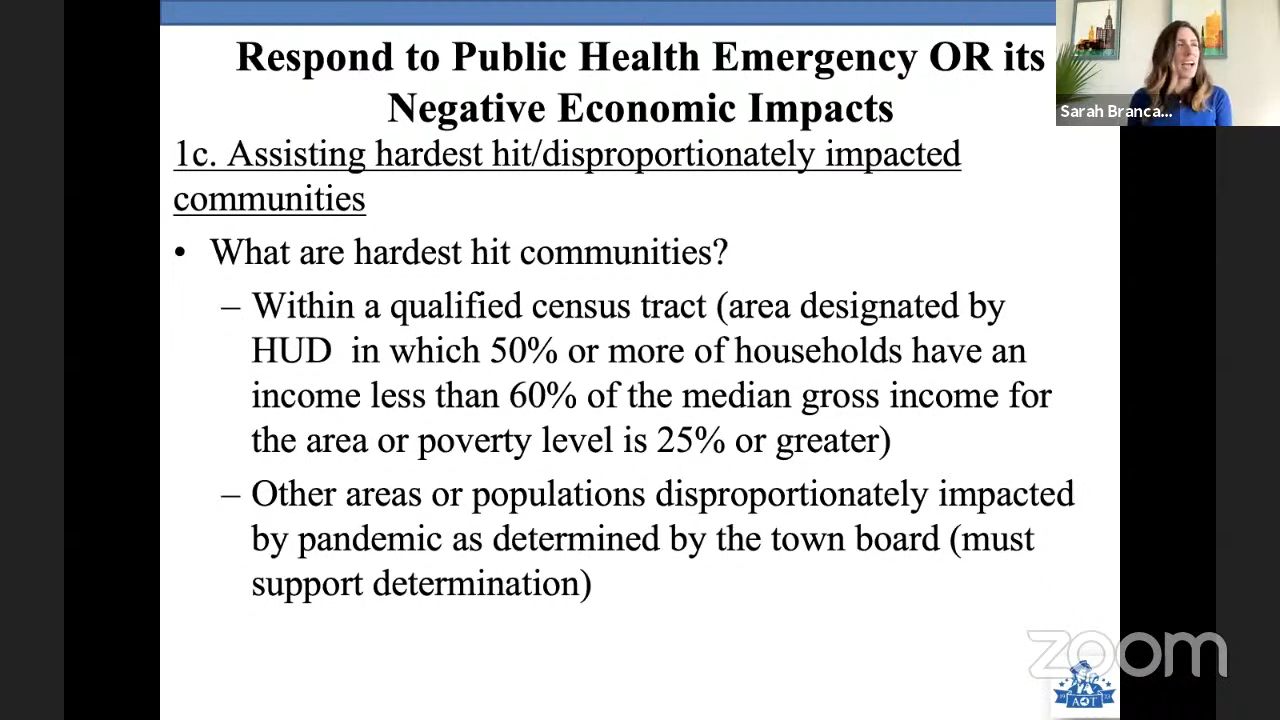 Respond to Public Health Emergency OR its
Negative Economic Impacts
Sarah Branca...
1c. Assisting hardest hit/disproportionately impacted
communities
• What are hardest hit communities?
– Within a qualified census tract (area designated by
HUD in which 50% or more of households have an
income less than 60% of the median gross income for
the area or poverty level is 25% or greater)
– Other areas or populations disproportionately impacted
by pandemic as determined by the town board (must
support determination)
zoom
19 33
AOT